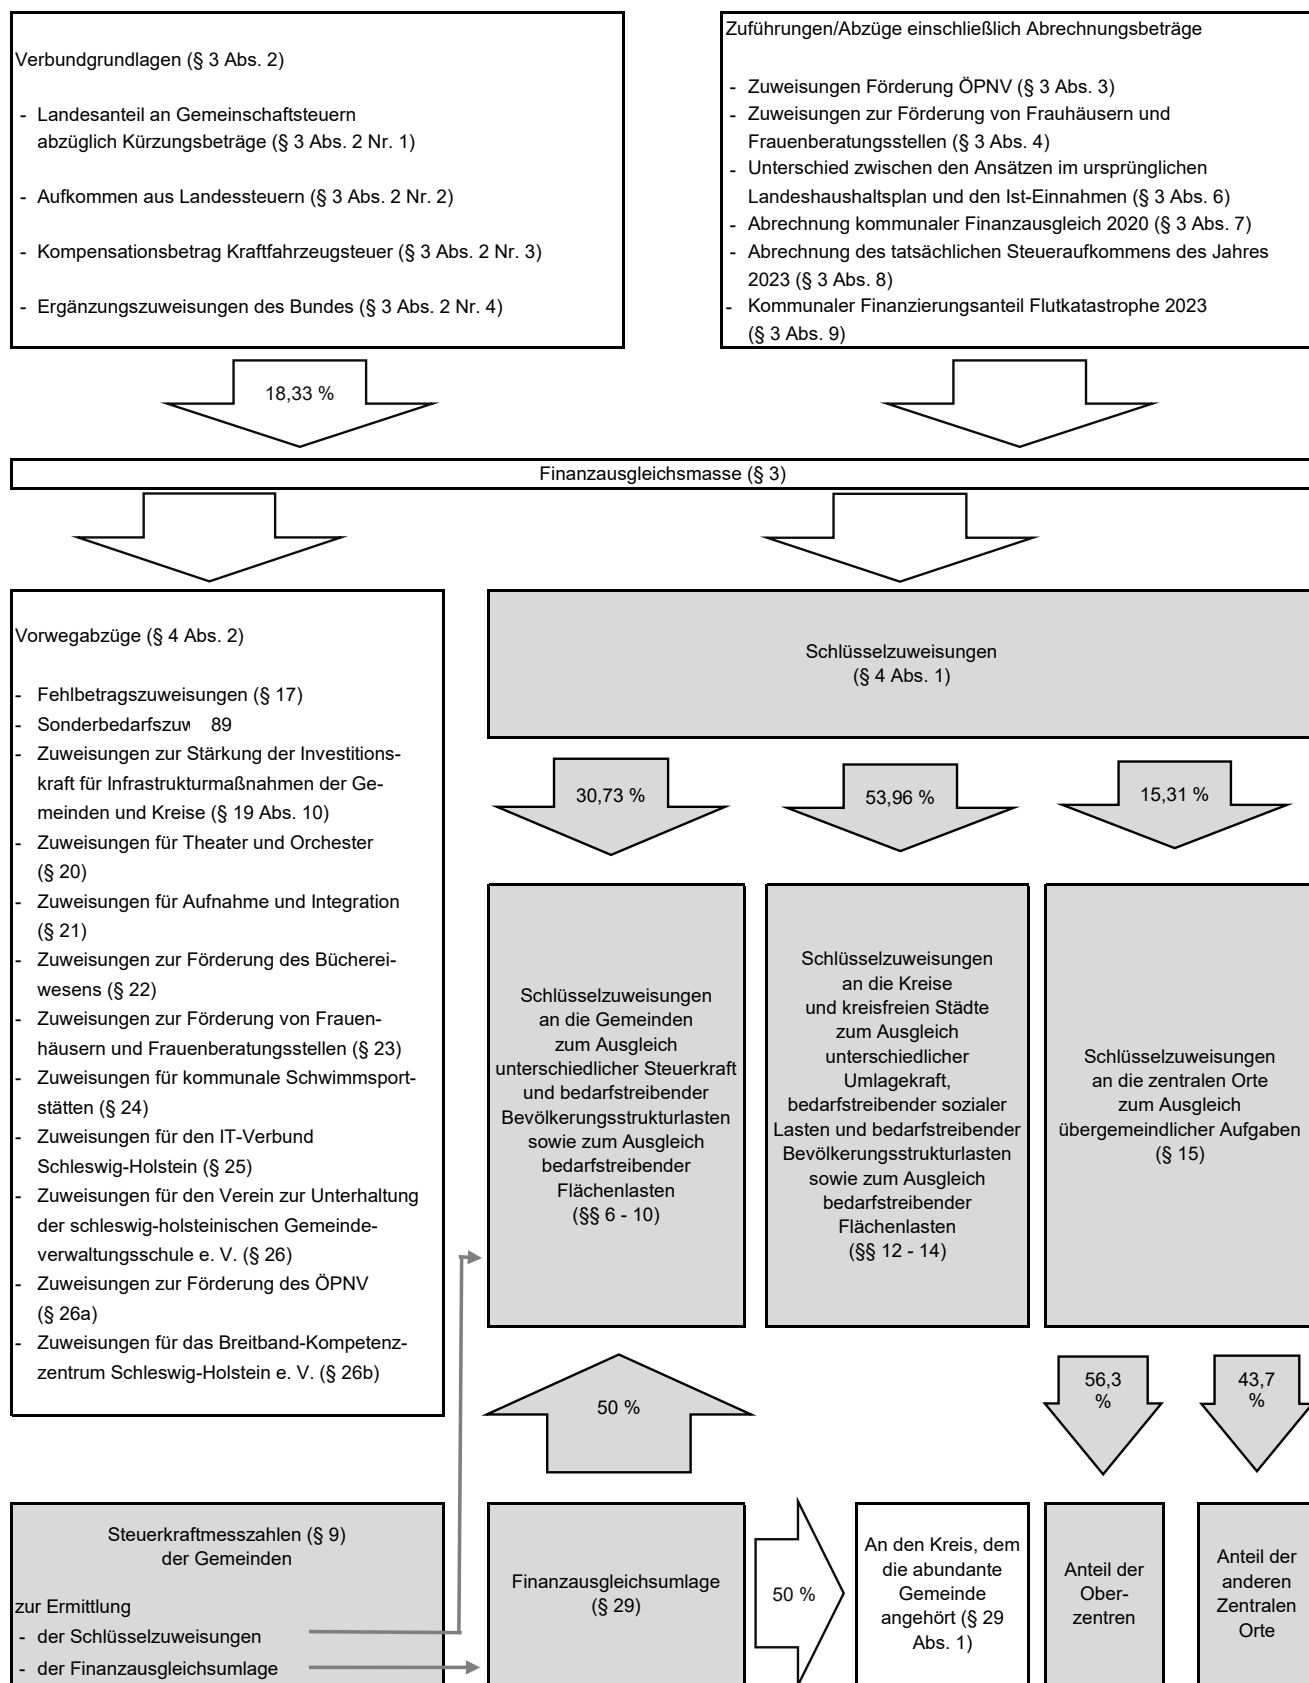 Verbundgrundlagen (§ 3 Abs. 2)
- Landesanteil an Gemeinschaftsteuern
abzüglich Kürzungsbeträge (§ 3 Abs. 2 Nr. 1)
- Aufkommen aus Landessteuern (§ 3 Abs. 2 Nr. 2)
- Kompensationsbetrag Kraftfahrzeugsteuer (§ 3 Abs. 2 Nr. 3)
- Ergänzungszuweisungen des Bundes (§ 3 Abs. 2 Nr. 4)
Zuführungen/Abzüge einschließlich Abrechnungsbeträge
- Zuweisungen Förderung ÖPNV (§ 3 Abs. 3)
- Zuweisungen zur Förderung von Frauhäusern und
Frauenberatungsstellen (§ 3 Abs. 4)
- Unterschied zwischen den Ansätzen im ursprünglichen
Landeshaushaltsplan und den Ist-Einnahmen (§ 3 Abs. 6)
- Abrechnung kommunaler Finanzausgleich 2020 (§ 3 Abs. 7)
- Abrechnung des tatsächlichen Steueraufkommens des Jahres
2023 (§ 3 Abs. 8)
- Kommunaler Finanzierungsanteil Flutkatastrophe 2023
(§ 3 Abs. 9)
18,33 %
Finanzausgleichsmasse (§ 3)
Vorwegabzüge (§ 4 Abs. 2)
- Fehlbetragszuweisungen (§ 17)
- Sonderbedarfszuw 89
- Zuweisungen zur Stärkung der Investitions-
kraft für Infrastrukturmaßnahmen der Ge-
meinden und Kreise (§ 19 Abs. 10)
- Zuweisungen für Theater und Orchester
(§ 20)
- Zuweisungen für Aufnahme und Integration
(§ 21)
- Zuweisungen zur Förderung des Bücherei-
wesens (§ 22)
- Zuweisungen zur Förderung von Frauen-
häusern und Frauenberatungsstellen (§ 23)
- Zuweisungen für kommunale Schwimmsport-
stätten (§ 24)
- Zuweisungen für den IT-Verbund
Schleswig-Holstein (§ 25)
- Zuweisungen für den Verein zur Unterhaltung
der schleswig-holsteinischen Gemeinde-
verwaltungsschule e. V. (§ 26)
- Zuweisungen zur Förderung des ÖPNV
(§ 26a)
- Zuweisungen für das Breitband-Kompetenz-
zentrum Schleswig-Holstein e. V. (§ 26b)
Schlüsselzuweisungen
(§ 4 Abs. 1)
30,73 %
53,96 %
15,31 %
Schlüsselzuweisungen
an die Gemeinden
zum Ausgleich
unterschiedlicher Steuerkraft
und bedarfstreibender
Bevölkerungsstrukturlasten
sowie zum Ausgleich
bedarfstreibender
Flächenlasten
(§§ 6 - 10)
Schlüsselzuweisungen
an die Kreise
und kreisfreien Städte
zum Ausgleich
unterschiedlicher
Umlagekraft,
bedarfstreibender sozialer
Lasten und bedarfstreibender
Bevölkerungsstrukturlasten
sowie zum Ausgleich
bedarfstreibender
Flächenlasten
(§§ 12 - 14)
Schlüsselzuweisungen
an die zentralen Orte
zum Ausgleich
übergemeindlicher Aufgaben
(§ 15)
50 %
56,3
%
43,7
%
Steuerkraftmesszahlen (§ 9)
der Gemeinden
zur Ermittlung
- der Schlüsselzuweisungen
- der Finanzausgleichsumlage
Finanzausgleichsumlage
(§ 29)
50 %
An den Kreis, dem
die abundante
Gemeinde
angehört (§ 29
Abs. 1)
Anteil der
Ober-
zentren
Anteil der
anderen
Zentralen
Orte